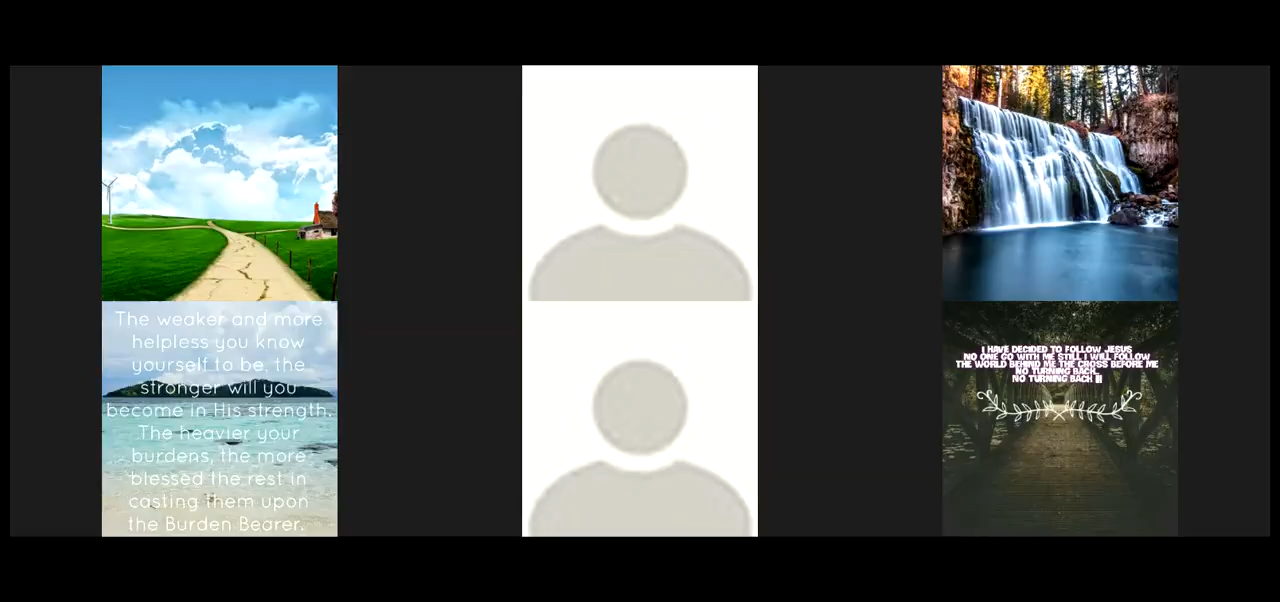 The weaker and more
helpless you know
yourself to be, the
stronger will you
become in His strength.
The heavier your
burdens, the more
blessed the rest in
casting them upon
the Burden Bearer.
I HAVE DECIDED TO FOLLOW JESUS
NO ONE GO WITH ME STILL I WILL FOLLOW
THE WORLD BEHIND ME THE CROSS BEFORE ME
NO TURNING BACK...
NO TURNING BACK !!!